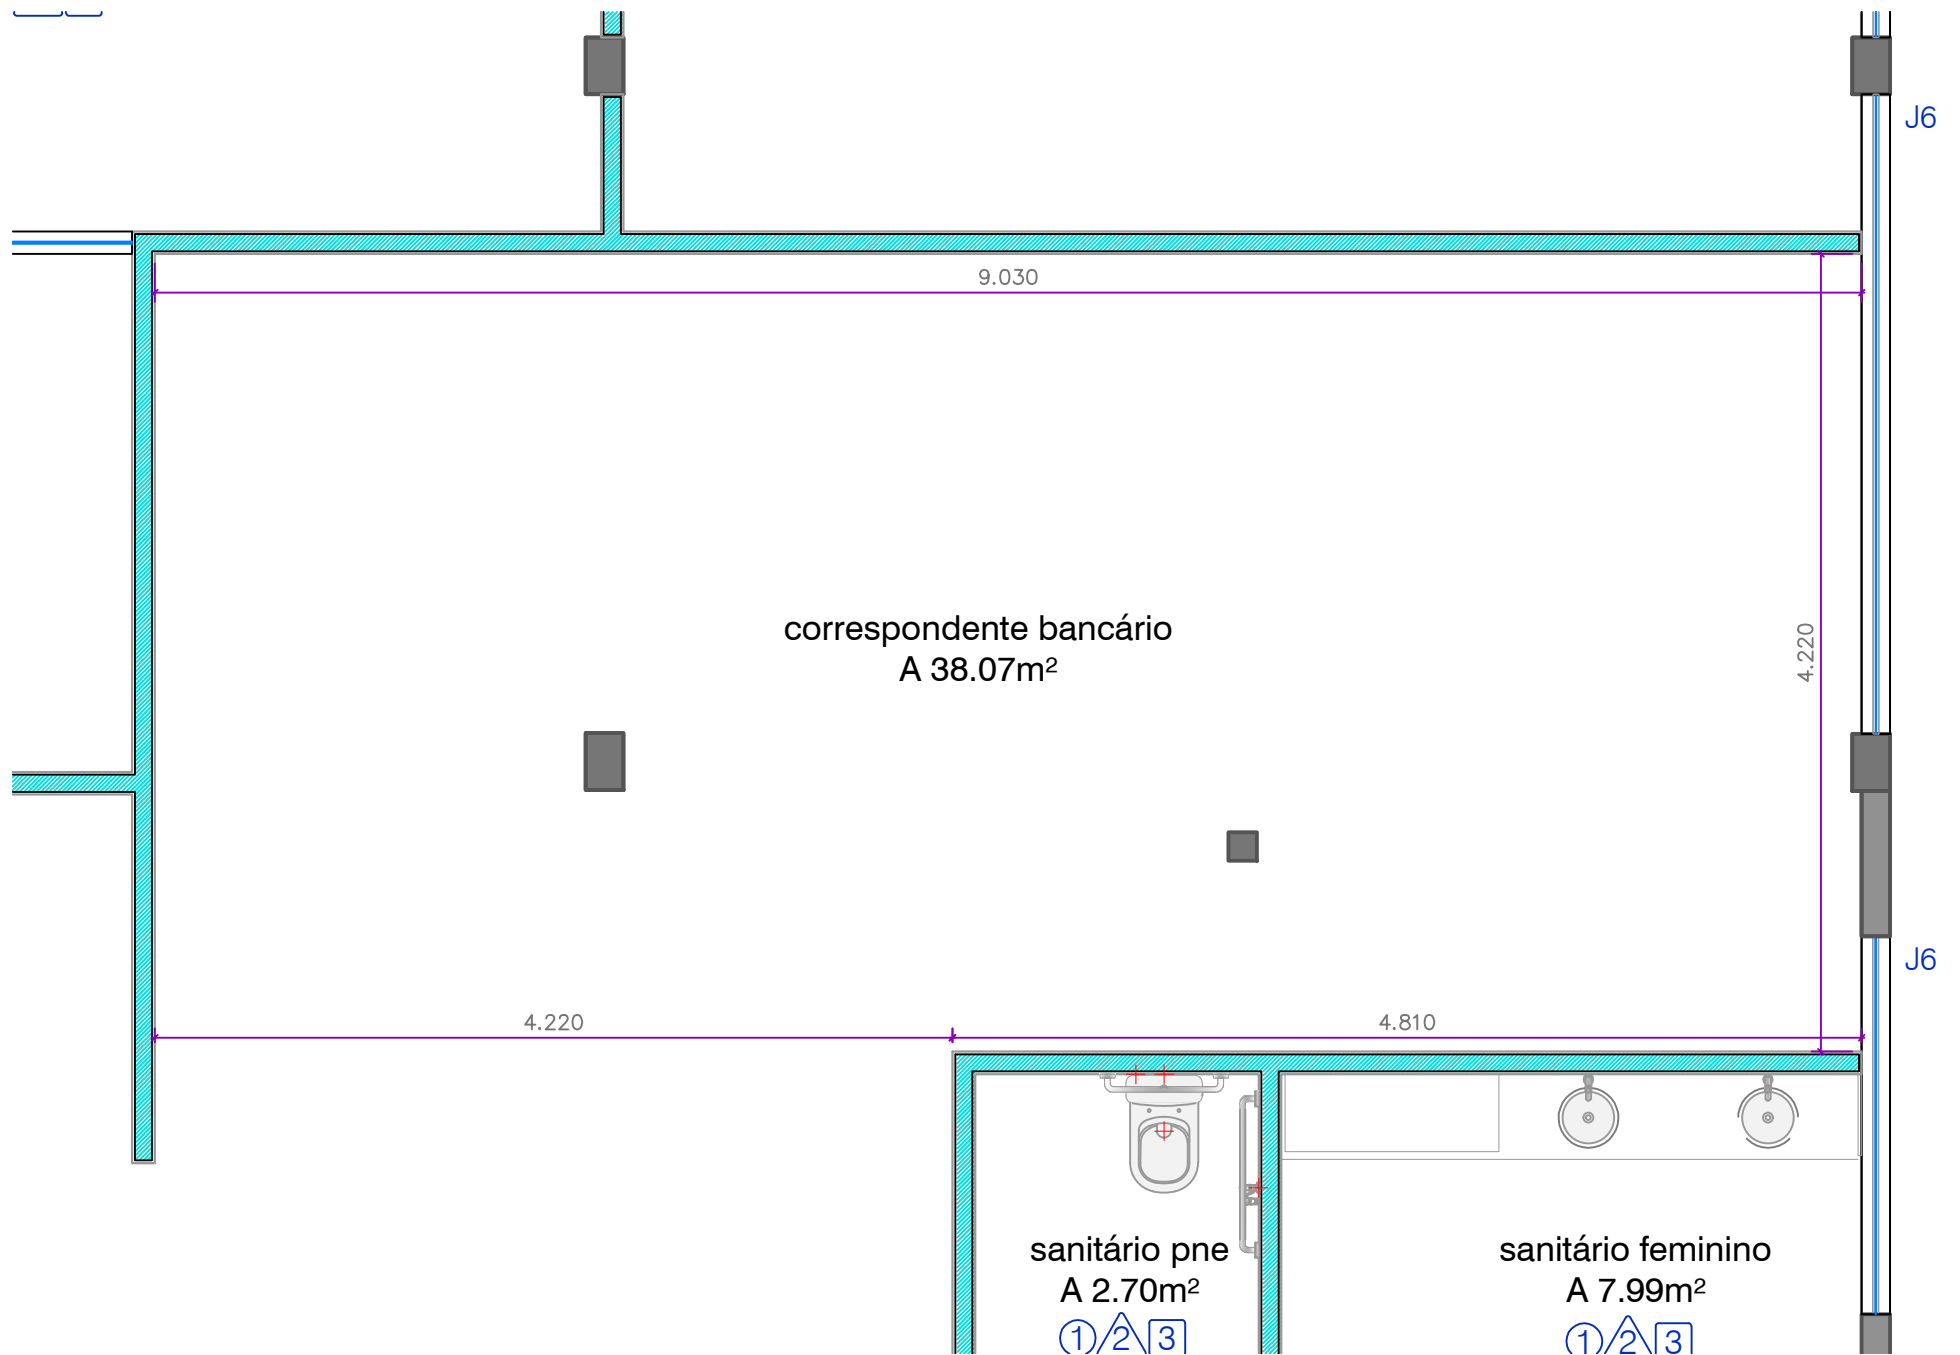 J6
9.030
correspondente bancário
A 38.07m²
4.220
J6
4.220
4.810
sanitário pne
A 2.70m²
1 2 3
sanitário feminino
A 7.99m²
1 2 3